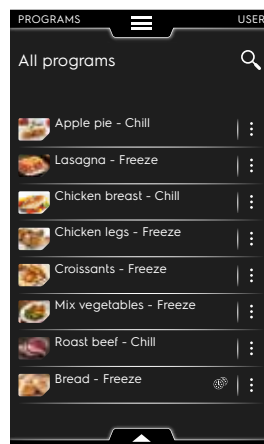 PROGRAMS USER
All programs
Apple pie - Chill
Lasagna - Freeze
Chicken breast - Chill
Chicken legs - Freeze
Croissants - Freeze
Mix vegetables - Freeze
Roast beef - Chill
Bread - Freeze